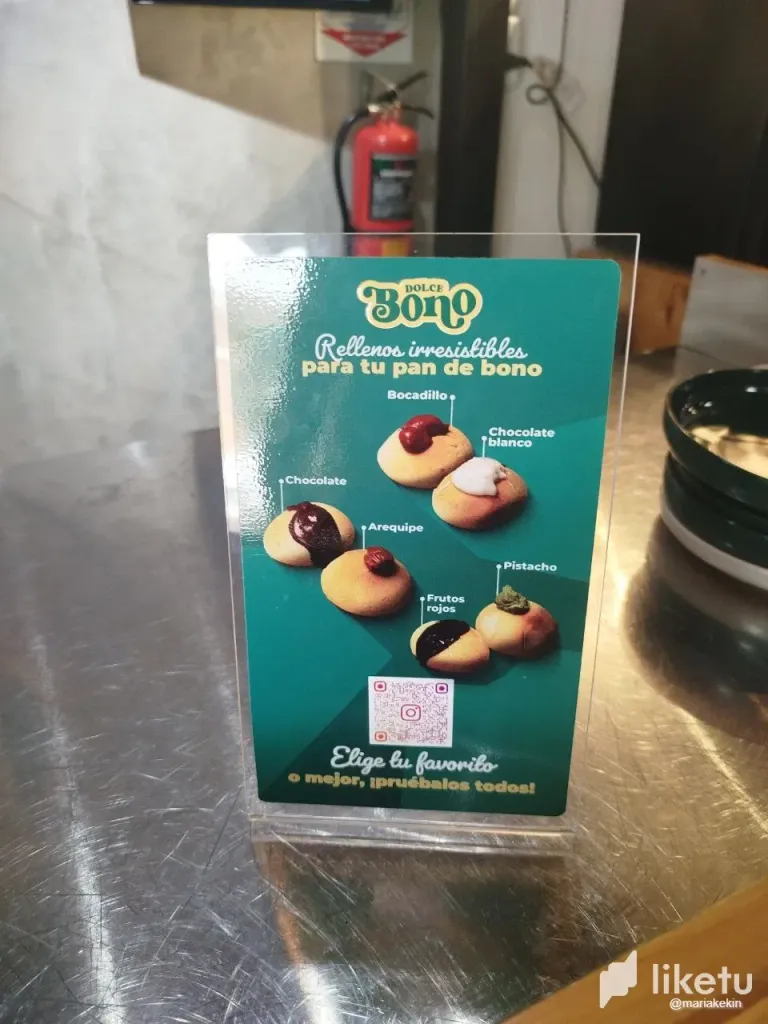 DOLCE
Bono
Rellenos irresistibles
para tu pan de bono
Bocadillo
Chocolate
blanco
Chocolate
Arequipe
Pistacho
Frutos
rojos
Elige tu favorito
o mejor, ¡pruébalos todos!
liketu
@mariakekin